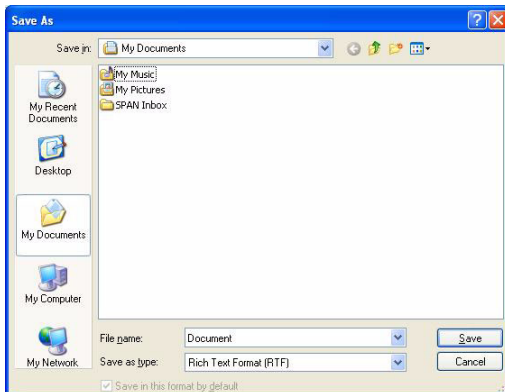 Save As
Save in: My Documents
My Recent
Documents
Desktop
My Documents
My Computer
My Network
My Music
My Pictures
SPAN Inbox
File name: Document
Save
Save as type: Rich Text Format (RTF)
Cancel
Save in this format by default